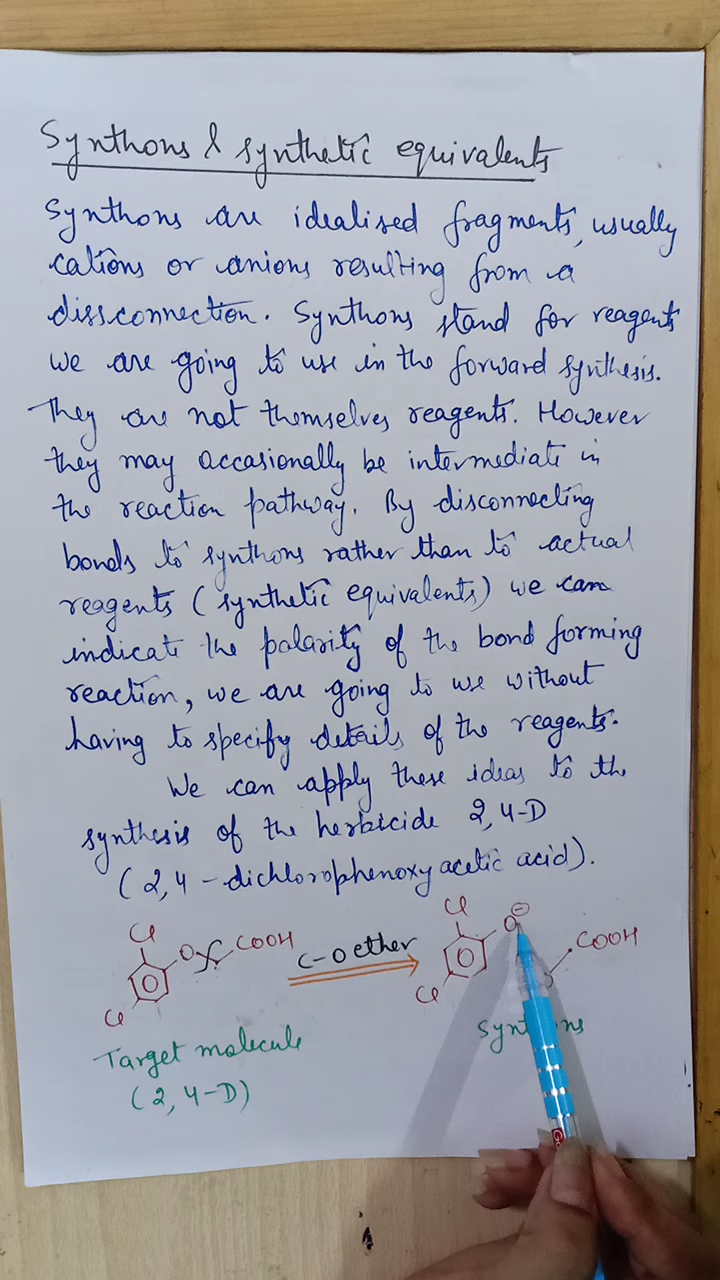 Synthons & synthetic equivalents
Synthons are idealised fragments, usually
cations or anions resulting from a
dissconnection. Synthons stand for reagents
we are going to use in the forward synthesis.
They are not themselves reagents. However
they may accasionally be intermediate in
the reaction pathway. By disconnecting
bonds to synthons rather than to actual
reagents (synthetic equivalents) we can
indicate the polarity of the bond forming
reaction, we are going to use without
having to specify details of the reagents.
We can apply these ideas to the
synthesis of the herbicide 2,4-D
(2,4-dichlorophenoxy acetic acid).
Cl O COOH Cl
C-O ether
Cl O⊖ COOH Cl
Target molecule
(2,4-D)